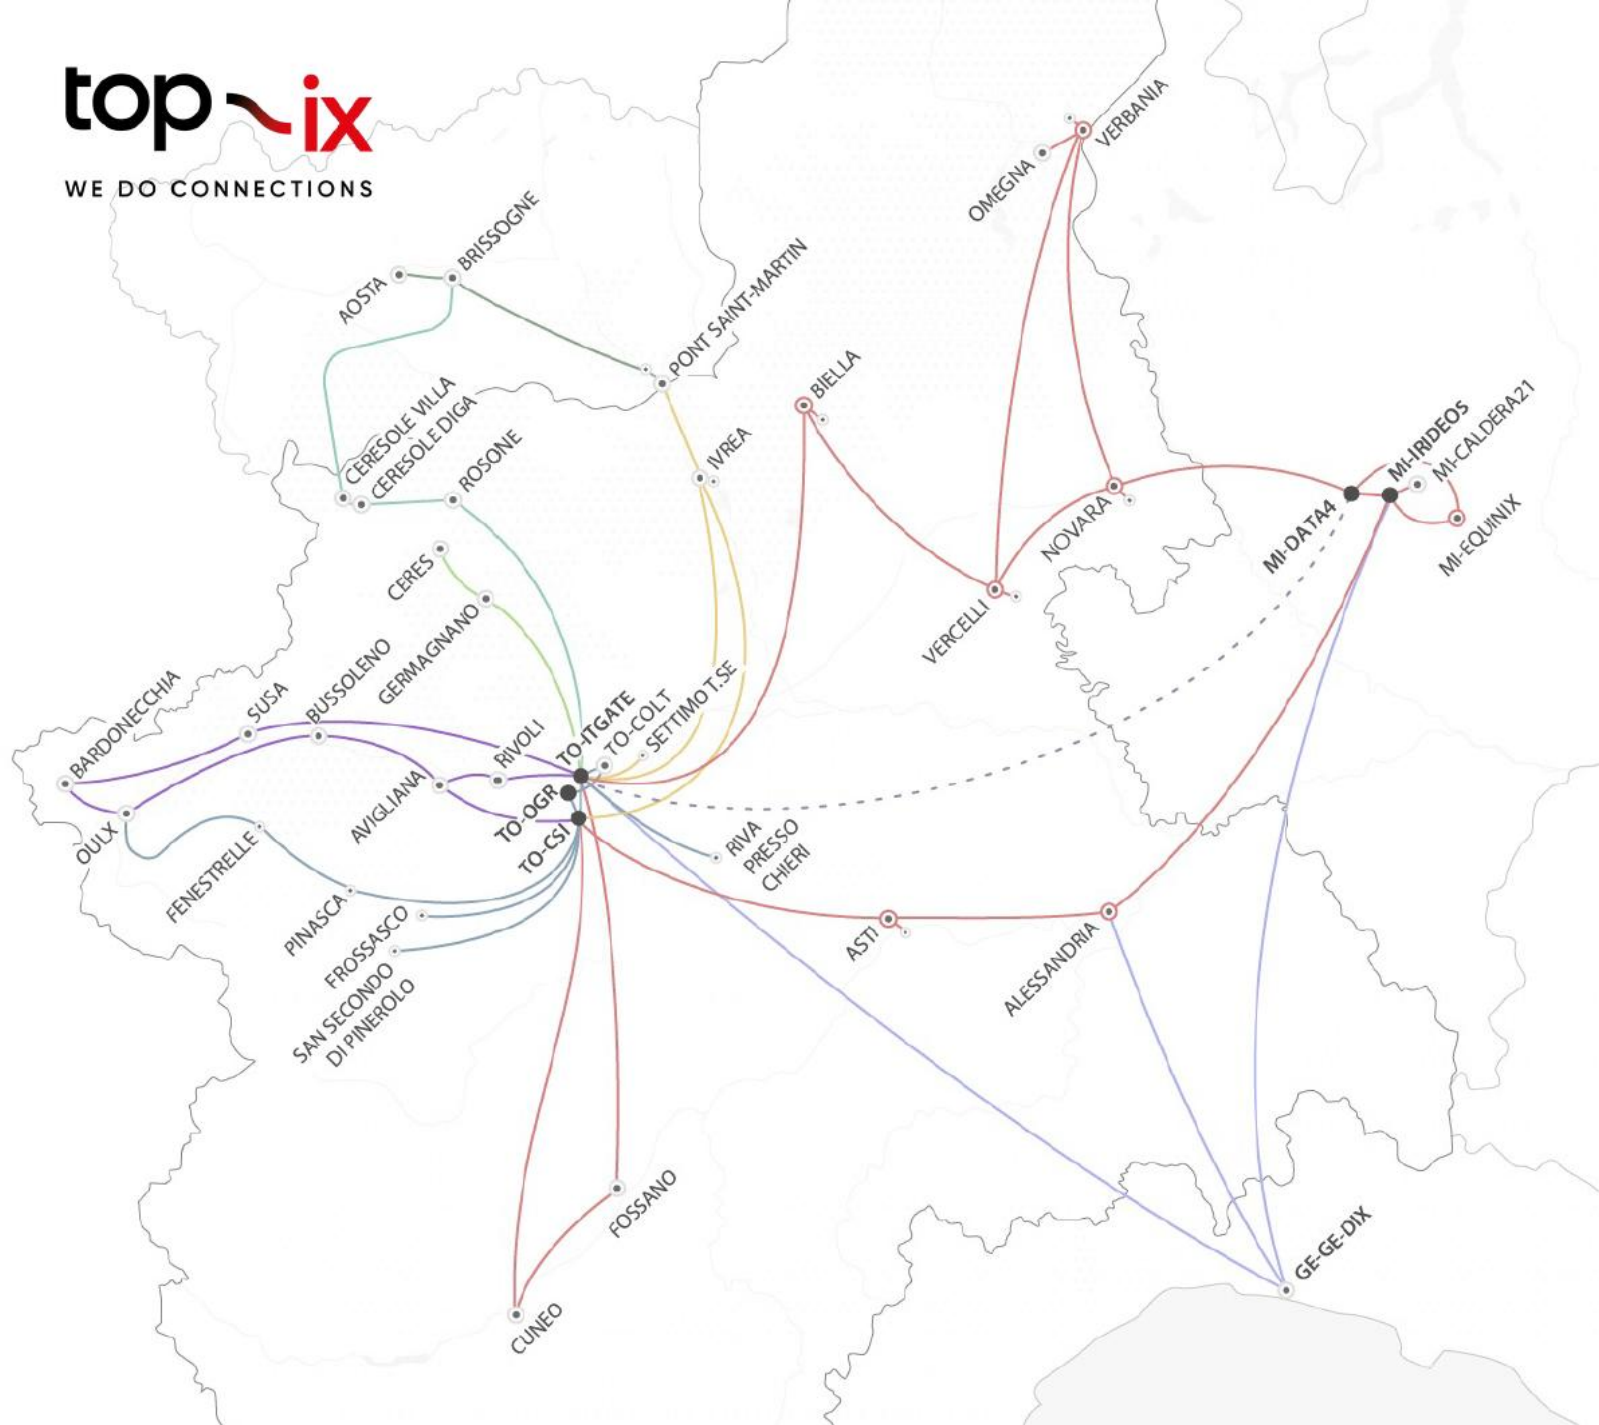 top ix
WE DO CONNECTIONS
VERBANIA
OMEGNA
BRISSOGNE
AOSTA
PONT SAINT-MARTIN
BIELLA
CERESOLE VILLA
CERESOLE DIGA
ROSONE
IVREA
MI-IRIDEOS
MI-CALDERA21
MI-DATA4
MI-EQUINIX
NOVARA
CERES
GERMAGNANO
VERCELLI
BARDONECCHIA
SUSA
BUSSOLENO
RIVOLI
TO-ITGATE
TO-COLT
SETTIMO T.SE
AVIGLIANA
TO-OGR
TO-CSI
OULX
FENESTRELLE
RIVA
PRESSO
CHIERI
PINASCA
FROSSASCO
SAN SECONDO
DI PINEROLO
ASTI
ALESSANDRIA
FOSSANO
CUNEO
GE-GE-DIX